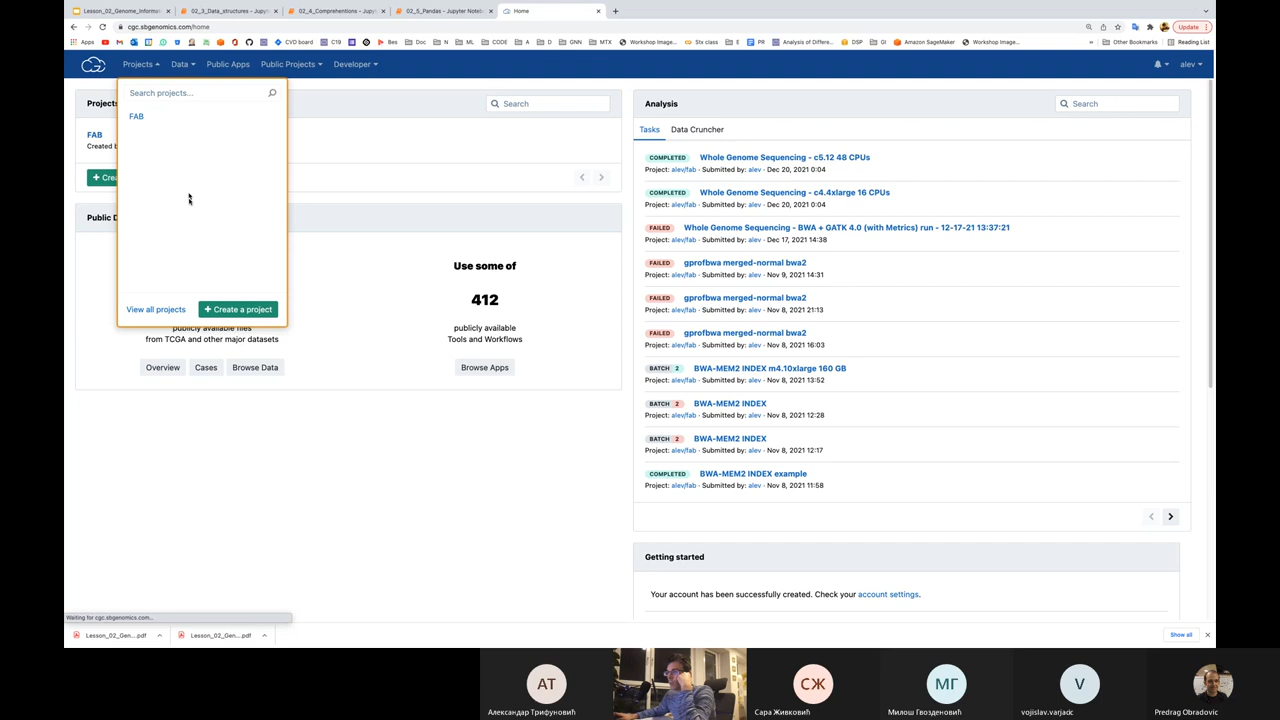 Lesson_02_Genome_Informat
02_3_Data_structures - Jupyter
02_4_Comprehentions - Jupyter
02_5_Pandas - Jupyter Notebo
Home
cgc.sbgenomics.com/home
Update
Apps
CVD board
C19
Bes
Doc
N
ML
CODE
A
D
GNN
MTX
Workshop Image...
Stx class
E
PR
Analysis of Differe...
DSP
GI
Amazon SageMaker
Workshop Image...
»
Other Bookmarks
Reading List
Projects
Data
Public Apps
Public Projects
Developer
alev
Search projects...
FAB
View all projects
+ Create a project
Projects
Search
FAB
Created b
+ Crea
Public D
publicly available files
from TCGA and other major datasets
Overview
Cases
Browse Data
Use some of
412
publicly available
Tools and Workflows
Browse Apps
Analysis
Search
Tasks
Data Cruncher
COMPLETED Whole Genome Sequencing - c5.12 48 CPUs
Project: alev/fab · Submitted by: alev · Dec 20, 2021 0:04
COMPLETED Whole Genome Sequencing - c4.4xlarge 16 CPUs
Project: alev/fab · Submitted by: alev · Dec 20, 2021 0:04
FAILED Whole Genome Sequencing - BWA + GATK 4.0 (with Metrics) run - 12-17-21 13:37:21
Project: alev/fab · Submitted by: alev · Dec 17, 2021 14:38
FAILED gprofbwa merged-normal bwa2
Project: alev/fab · Submitted by: alev · Nov 9, 2021 14:31
FAILED gprofbwa merged-normal bwa2
Project: alev/fab · Submitted by: alev · Nov 8, 2021 21:13
FAILED gprofbwa merged-normal bwa2
Project: alev/fab · Submitted by: alev · Nov 8, 2021 16:03
BATCH 2 BWA-MEM2 INDEX m4.10xlarge 160 GB
Project: alev/fab · Submitted by: alev · Nov 8, 2021 13:52
BATCH 2 BWA-MEM2 INDEX
Project: alev/fab · Submitted by: alev · Nov 8, 2021 12:28
BATCH 2 BWA-MEM2 INDEX
Project: alev/fab · Submitted by: alev · Nov 8, 2021 12:17
COMPLETED BWA-MEM2 INDEX example
Project: alev/fab · Submitted by: alev · Nov 8, 2021 11:58
Getting started
Your account has been successfully created. Check your account settings.
Waiting for cgc.sbgenomics.com...
Lesson_02_Gen....pdf
Lesson_02_Gen....pdf
Show all
АТ
СЖ
МГ
V
Александар Трифуновић
Сара Живковић
Милош Гвозденовић
vojislav.varjacic
Predrag Obradovic